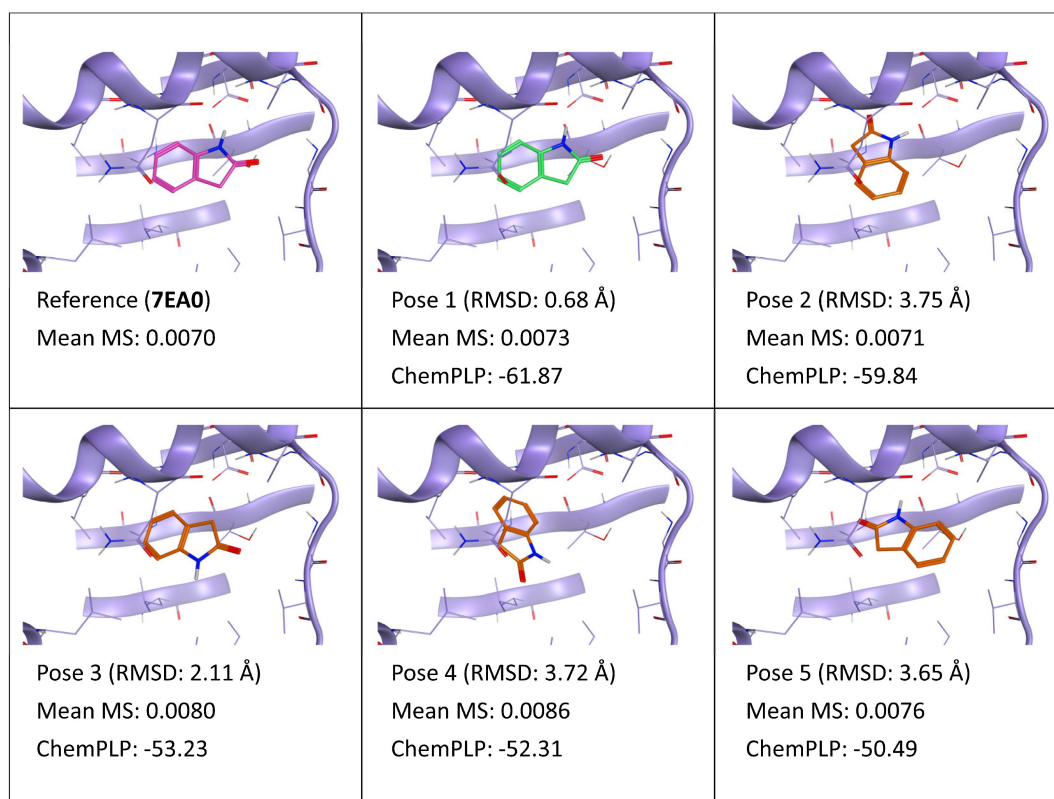 Reference (7EA0)
Mean MS: 0.0070
Pose 1 (RMSD: 0.68 Å)
Mean MS: 0.0073
ChemPLP: -61.87
Pose 2 (RMSD: 3.75 Å)
Mean MS: 0.0071
ChemPLP: -59.84
Pose 3 (RMSD: 2.11 Å)
Mean MS: 0.0080
ChemPLP: -53.23
Pose 4 (RMSD: 3.72 Å)
Mean MS: 0.0086
ChemPLP: -52.31
Pose 5 (RMSD: 3.65 Å)
Mean MS: 0.0076
ChemPLP: -50.49